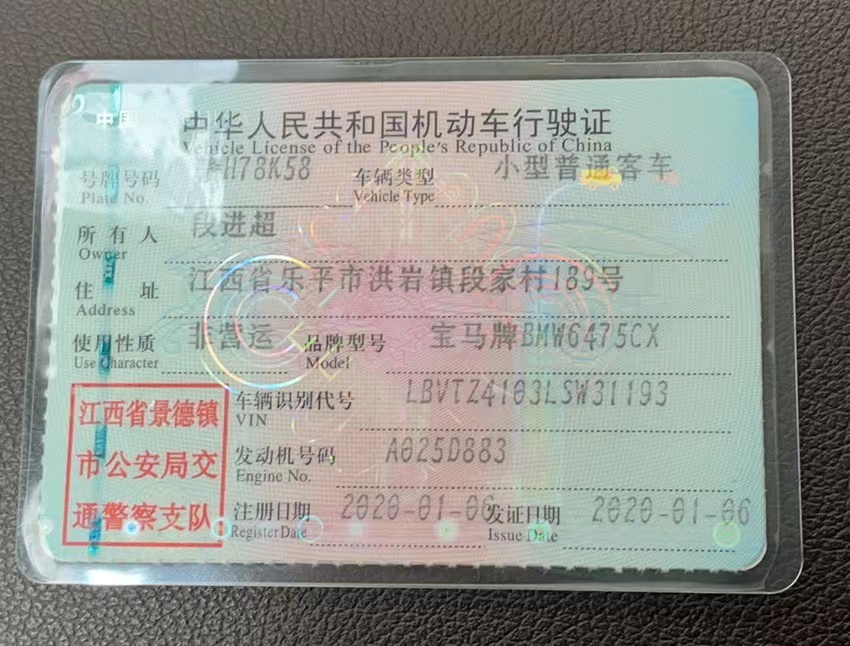 中华人民共和国机动车行驶证
Vehicle License of the People's Republic of China
号牌号码 H78K58 车辆类型 小型普通客车
Plate No. Vehicle Type
所有人 段进超
Owner
住址 江西省乐平市洪岩镇段家村189号
Address
使用性质 非营运 品牌型号 宝马牌BMW6475CX
Use Character Model
车辆识别代号 LBVTZ4103LSW31193
VIN
发动机号码 A025D883
Engine No.
注册日期 2020-01-06 发证日期 2020-01-06
Register Date Issue Date
江西省景德镇
市公安局交
通警察支队